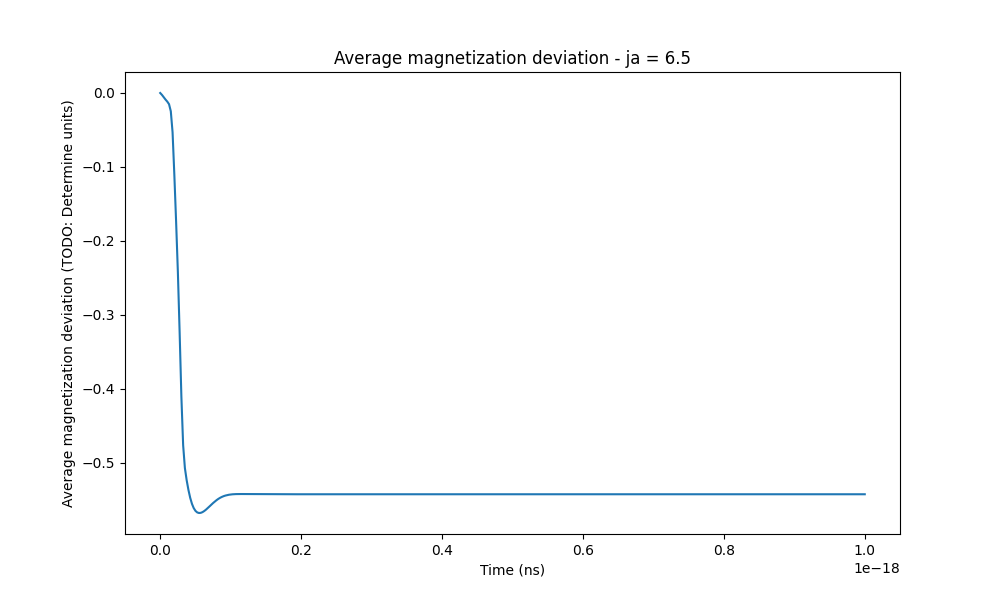 Average magnetization deviation - ja = 6.5
Average magnetization deviation (TODO: Determine units)
0.0
−0.1
−0.2
−0.3
−0.4
−0.5
0.0 0.2 0.4 0.6 0.8 1.0
1e−18
Time (ns)